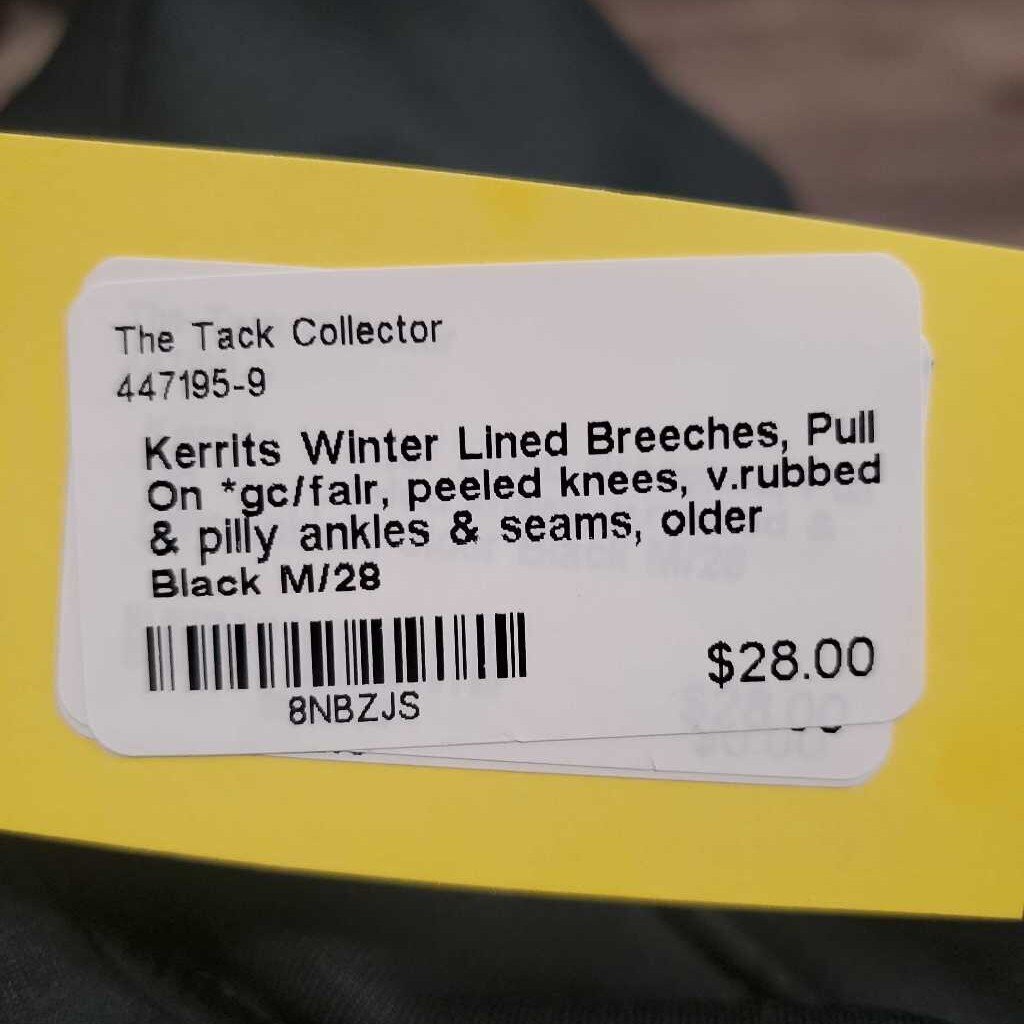 The Tack Collector
447195-9
Kerrits Winter Lined Breeches, Pull
On *gc/fair, peeled knees, v.rubbed
& pilly ankles & seams, older
Black M/28
8NBZJS
$28.00